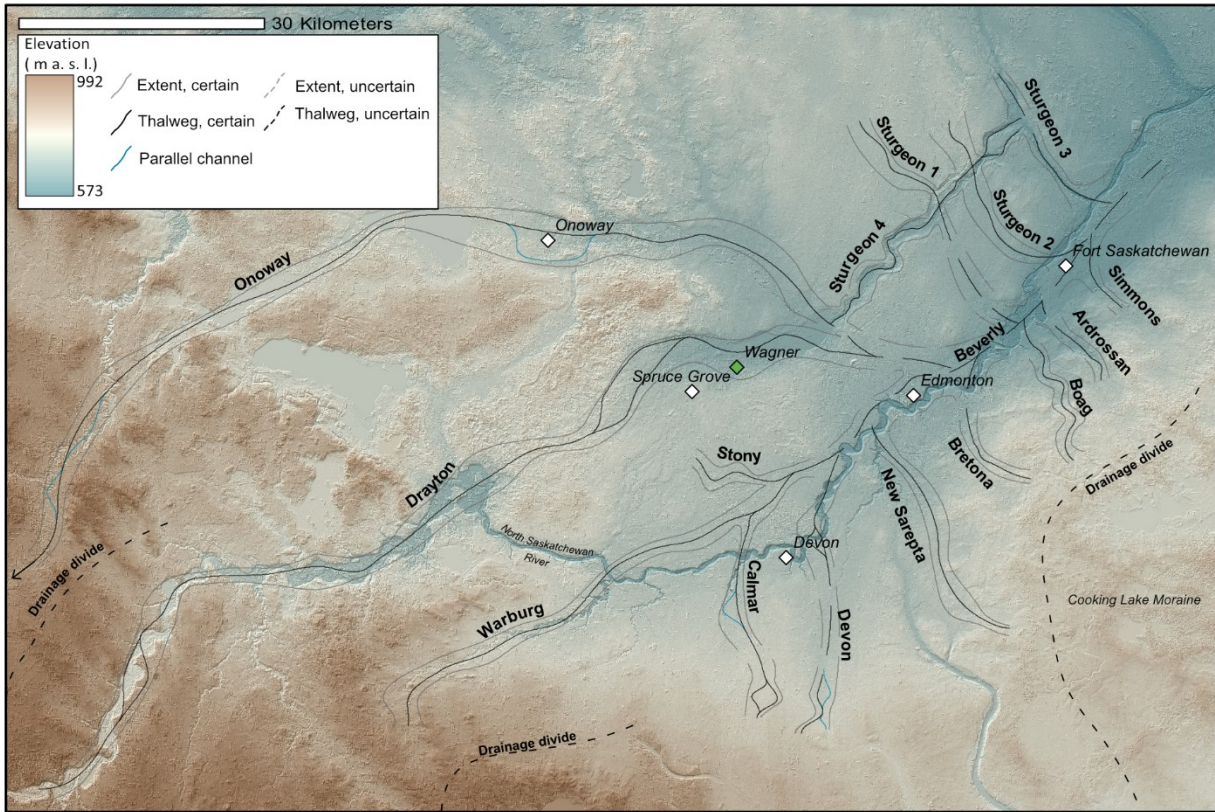 30 Kilometers
Elevation
( m a. s. l.)
992
573
Extent, certain
Extent, uncertain
Thalweg, certain
Thalweg, uncertain
Parallel channel
Sturgeon 3
Sturgeon 1
Sturgeon 2
Onoway
Sturgeon 4
Onoway
Fort Saskatchewan
Simmons
Ardrossan
Beverly
Wagner
Spruce Grove
Edmonton
Boag
Stony
Bretona
Drainage divide
Drayton
New Sarepta
North Saskatchewan
River
Devon
Drainage divide
Calmar
Devon
Warburg
Cooking Lake Moraine
Drainage divide